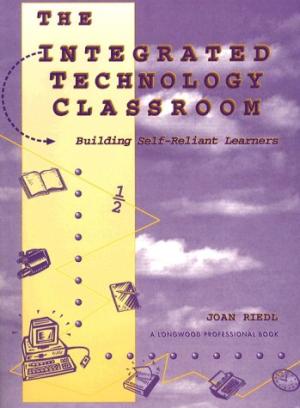 THE
INTEGRATED
TECHNOLOGY
CLASSROOM
Building Self-Reliant Learners
1/2
JOAN RIEDL
A LONGWOOD PROFESSIONAL BOOK